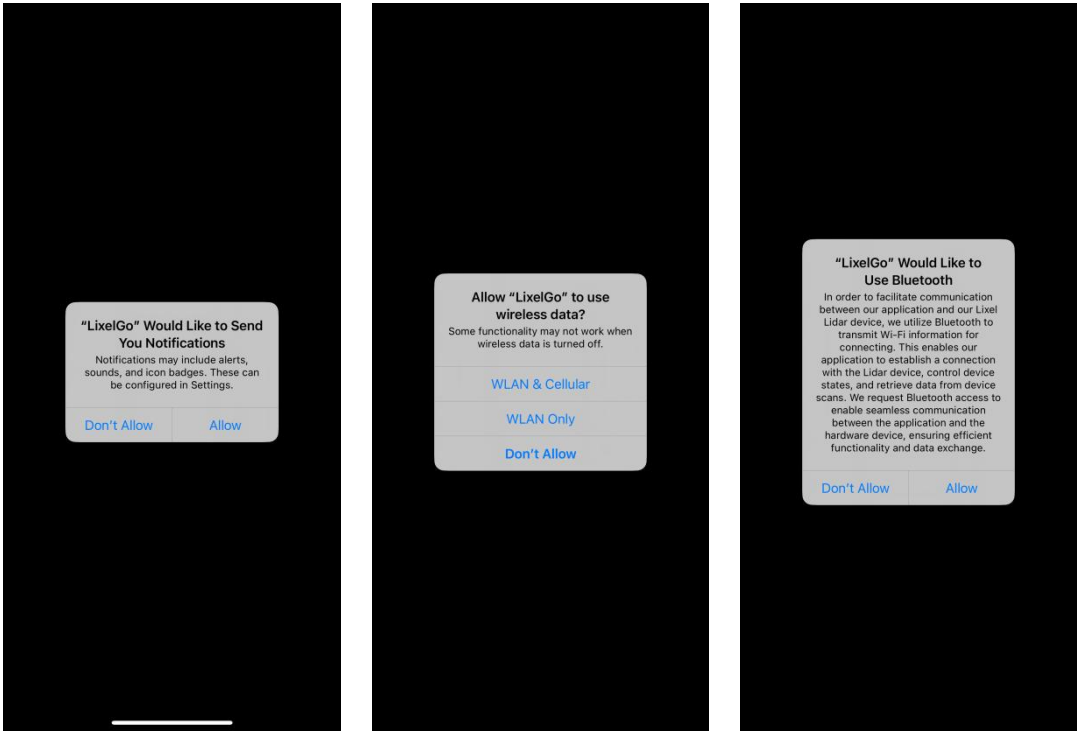 “LixelGo” Would Like to Send
You Notifications
Notifications may include alerts,
sounds, and icon badges. These can
be configured in Settings.
Don’t Allow
Allow
Allow “LixelGo” to use
wireless data?
Some functionality may not work when
wireless data is turned off.
WLAN & Cellular
WLAN Only
Don’t Allow
“LixelGo” Would Like to
Use Bluetooth
In order to facilitate communication
between our application and our Lixel
Lidar device, we utilize Bluetooth to
transmit Wi-Fi information for
connecting. This enables our
application to establish a connection
with the Lidar device, control device
states, and retrieve data from device
scans. We request Bluetooth access to
enable seamless communication
between the application and the
hardware device, ensuring efficient
functionality and data exchange.
Don’t Allow
Allow